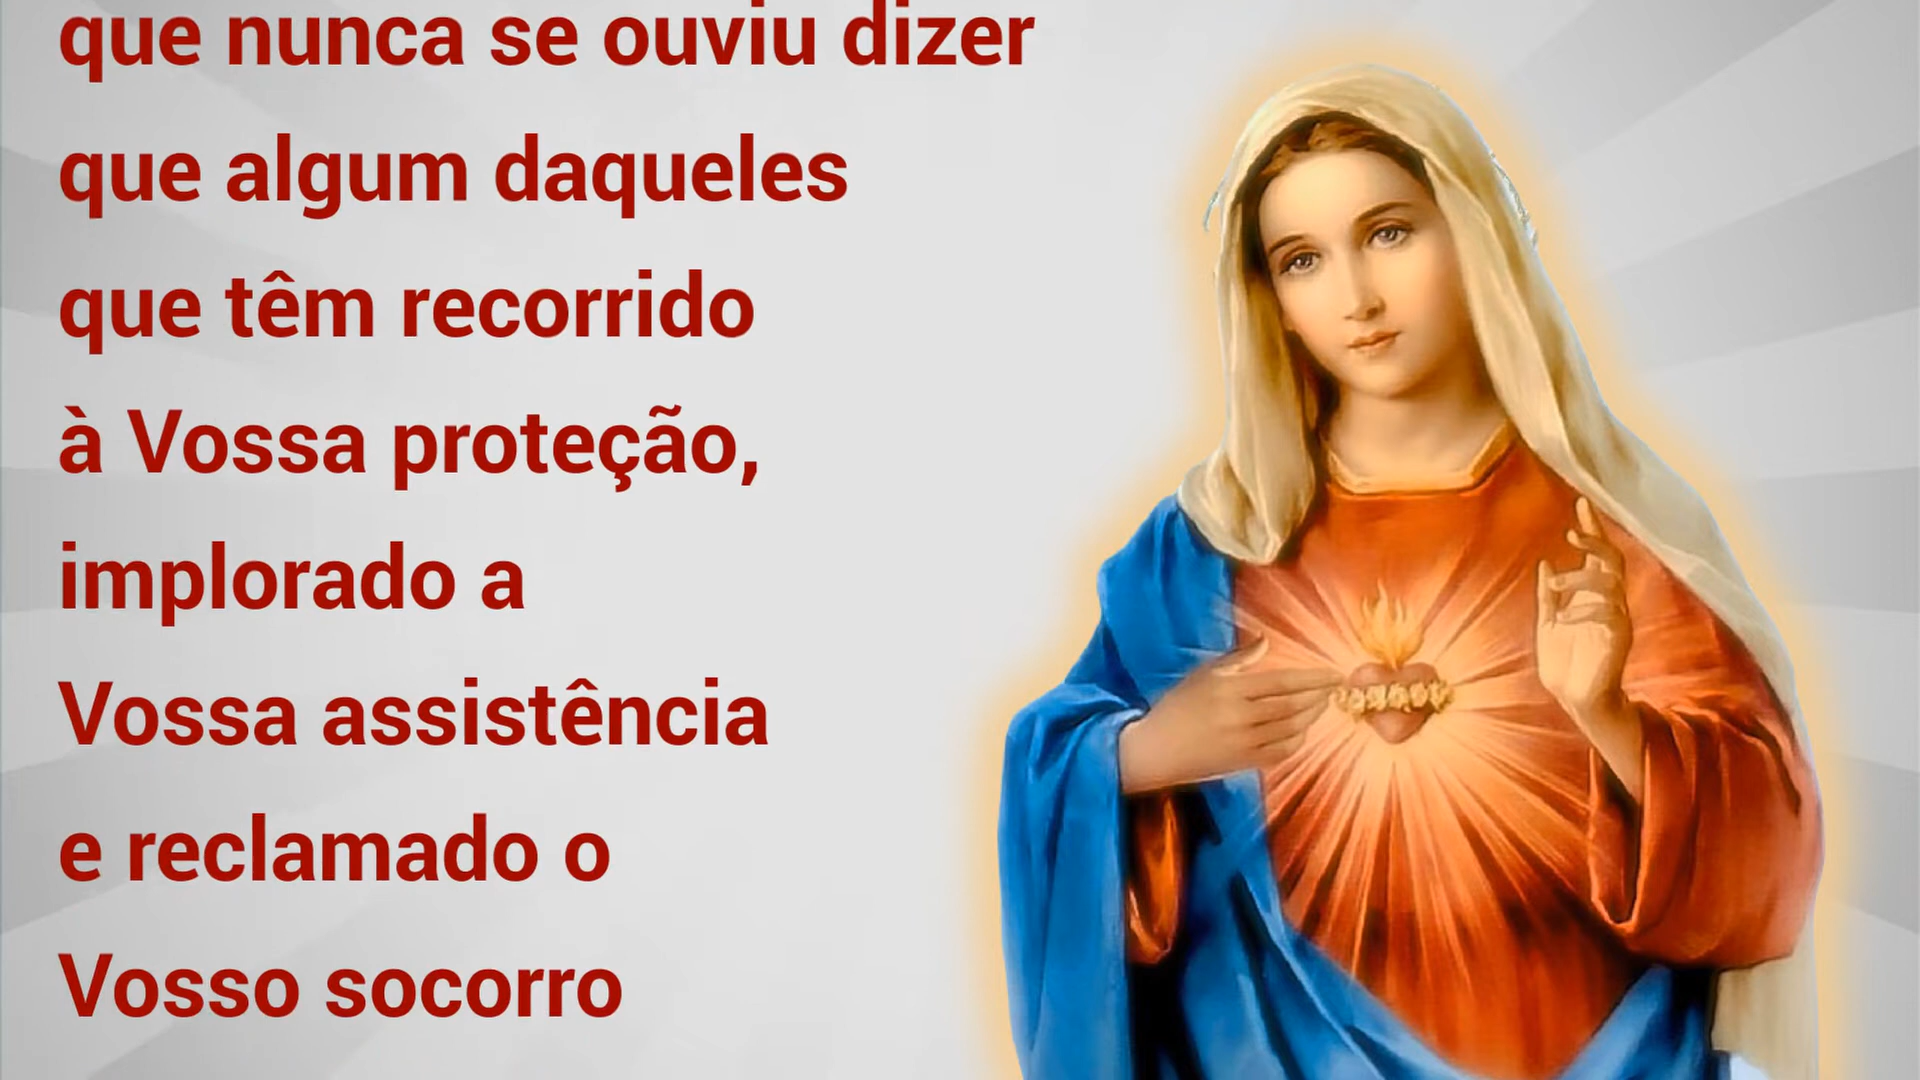 que nunca se ouviu dizer
que algum daqueles
que têm recorrido
à Vossa proteção,
implorado a
Vossa assistência
e reclamado o
Vosso socorro